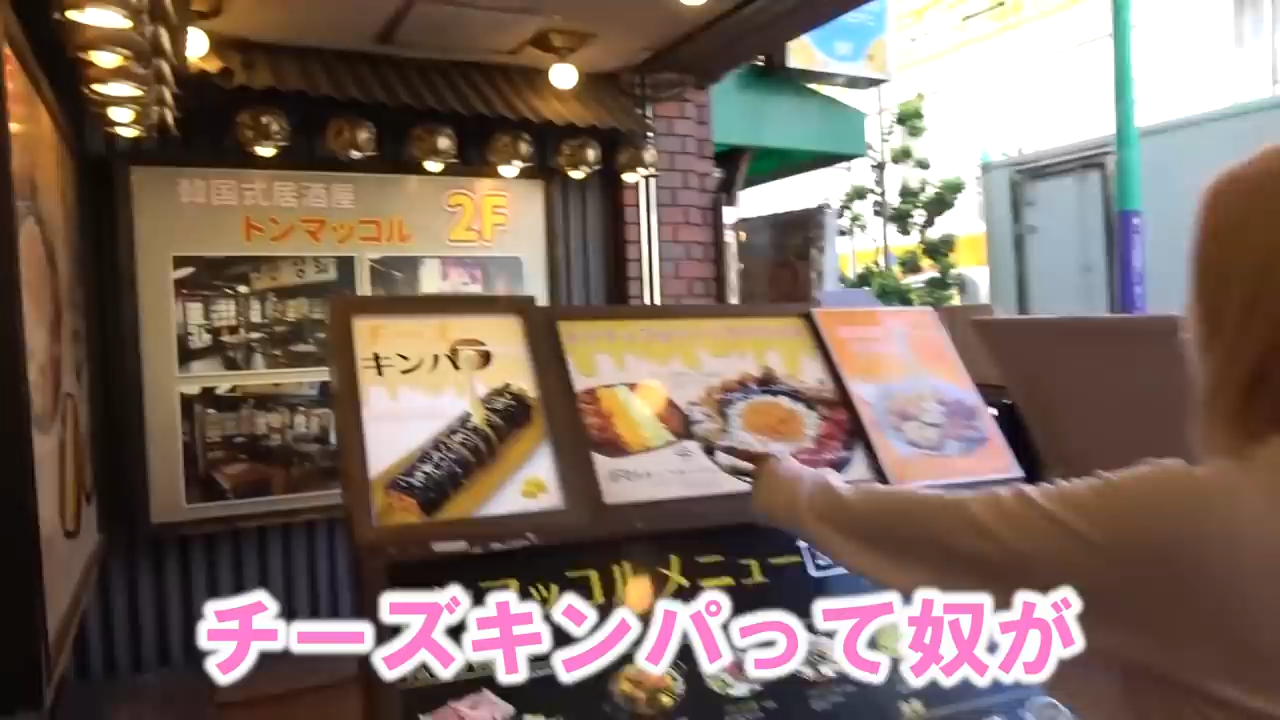 韓国式居酒屋
トンマッコル 2F
キンパ
マッコルメニュー
チーズキンパって奴が